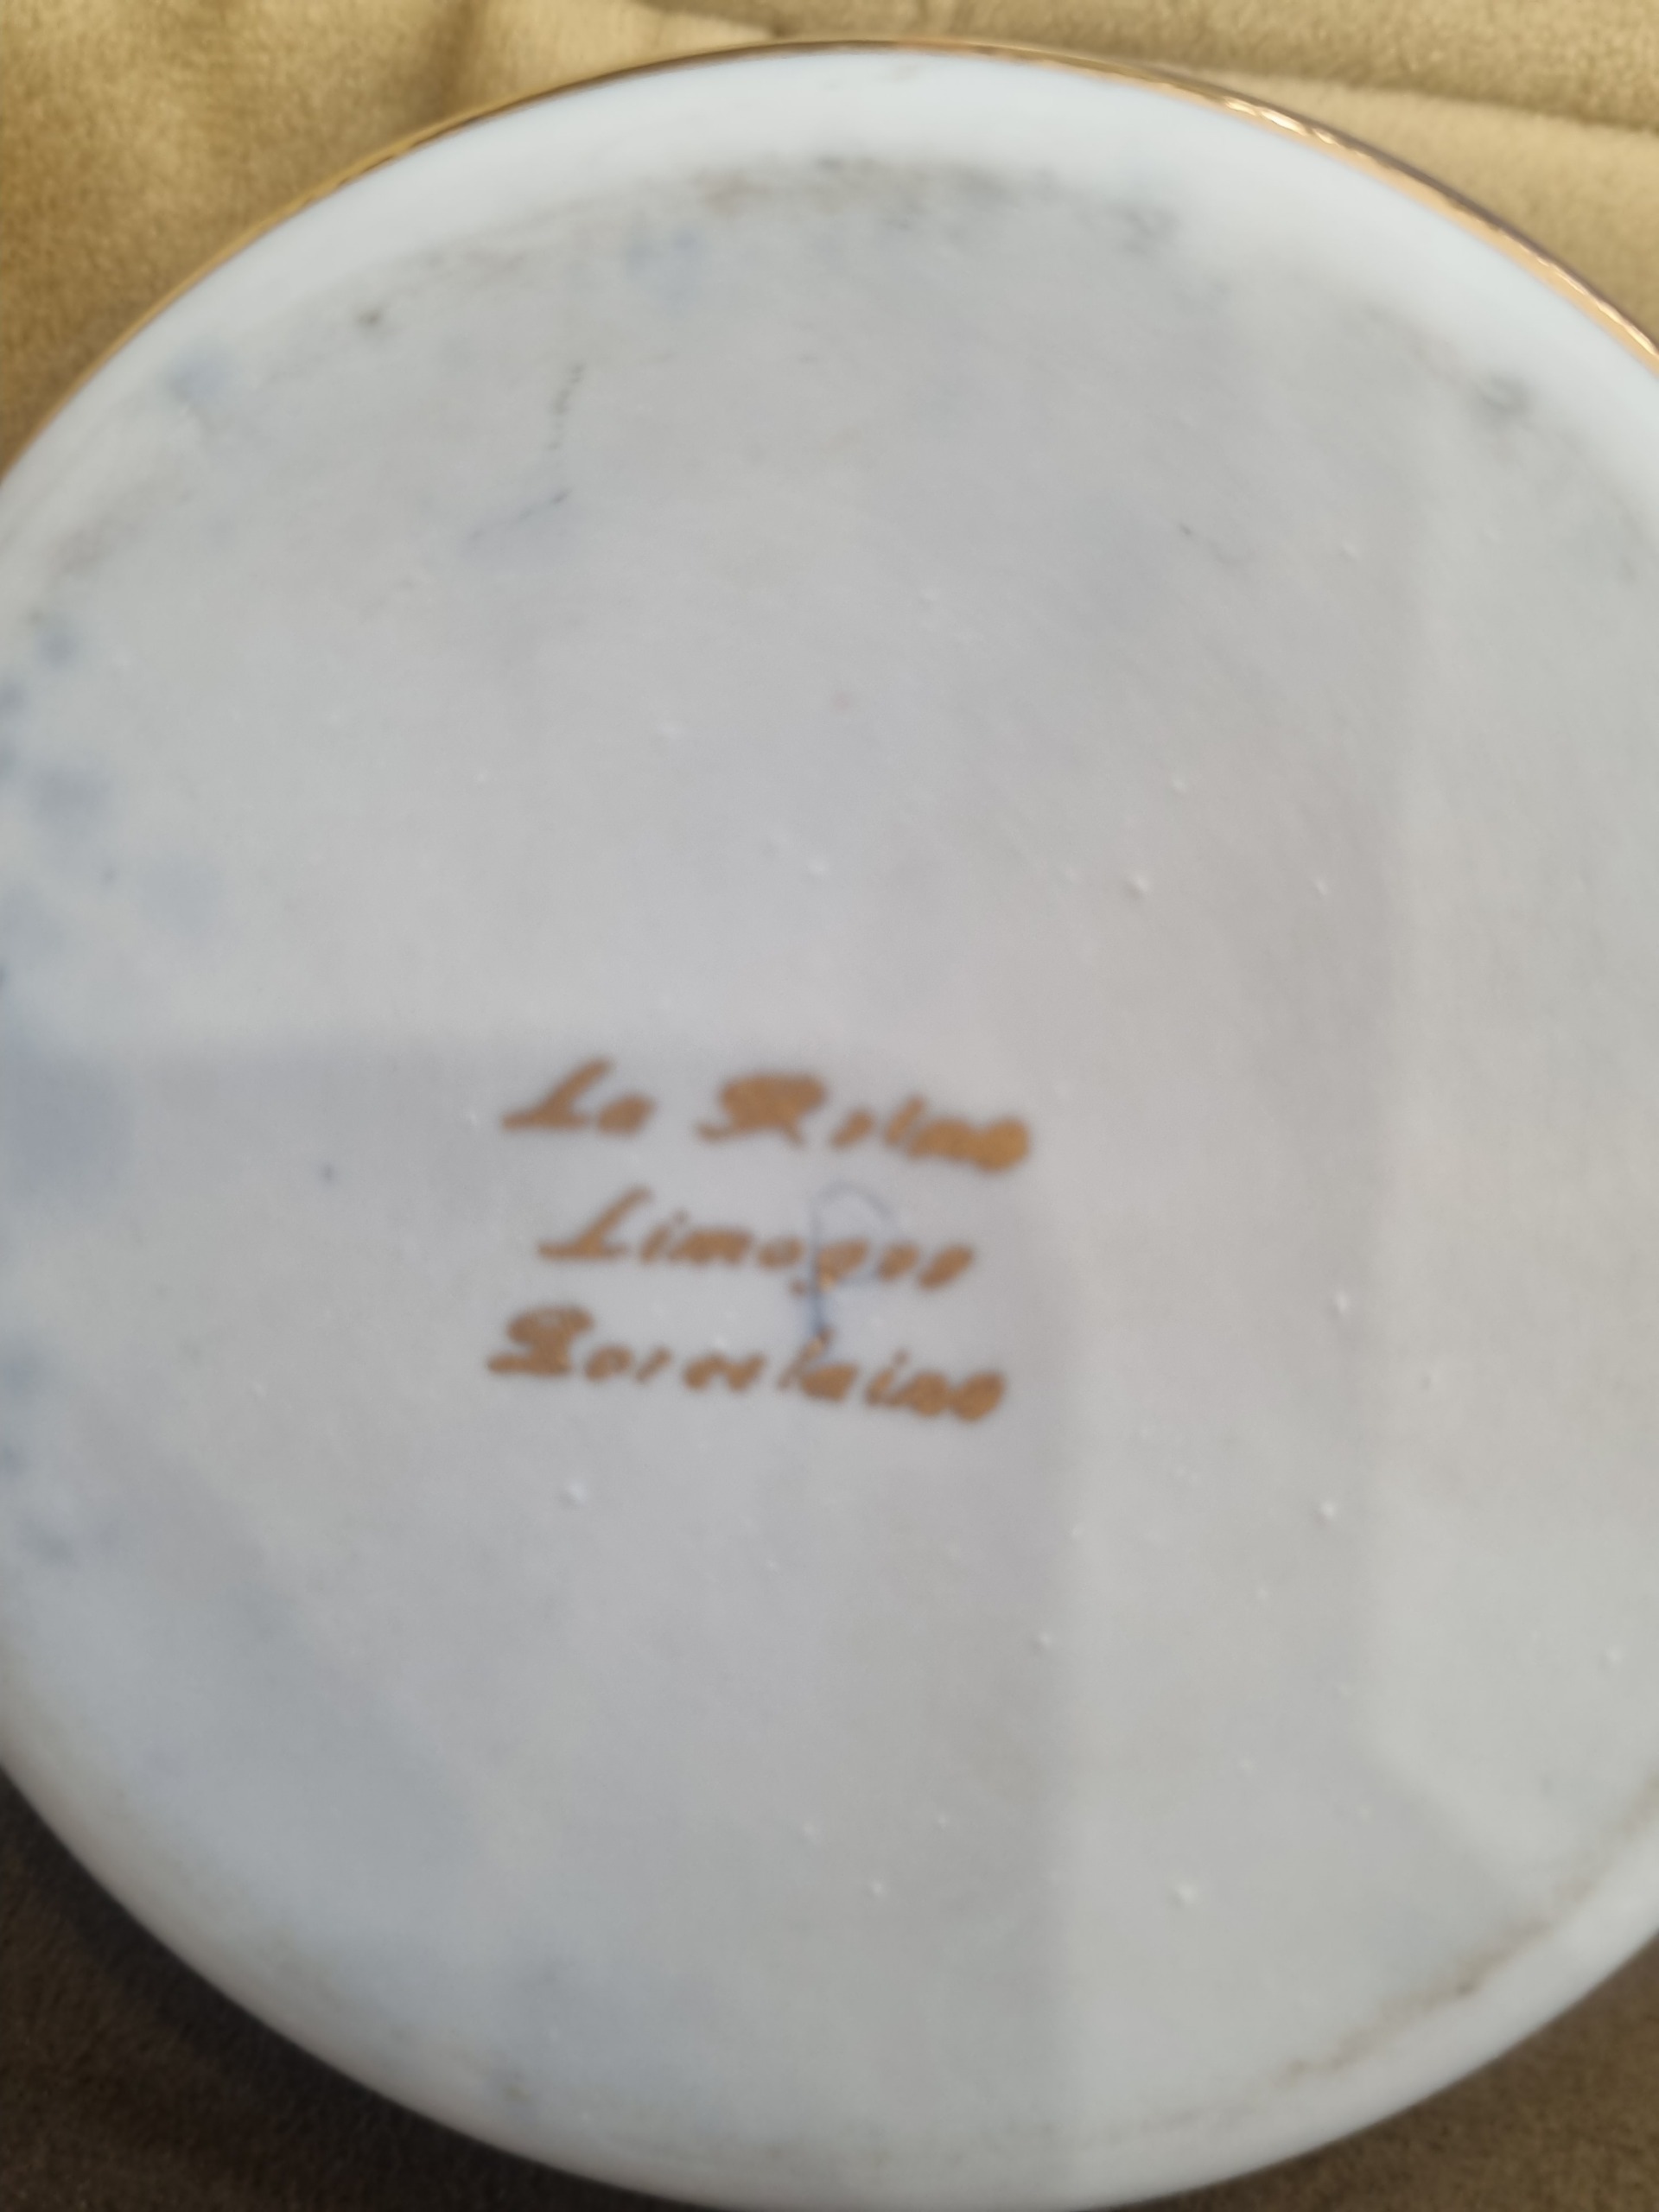 La Reine
Limoges
Porcelaine